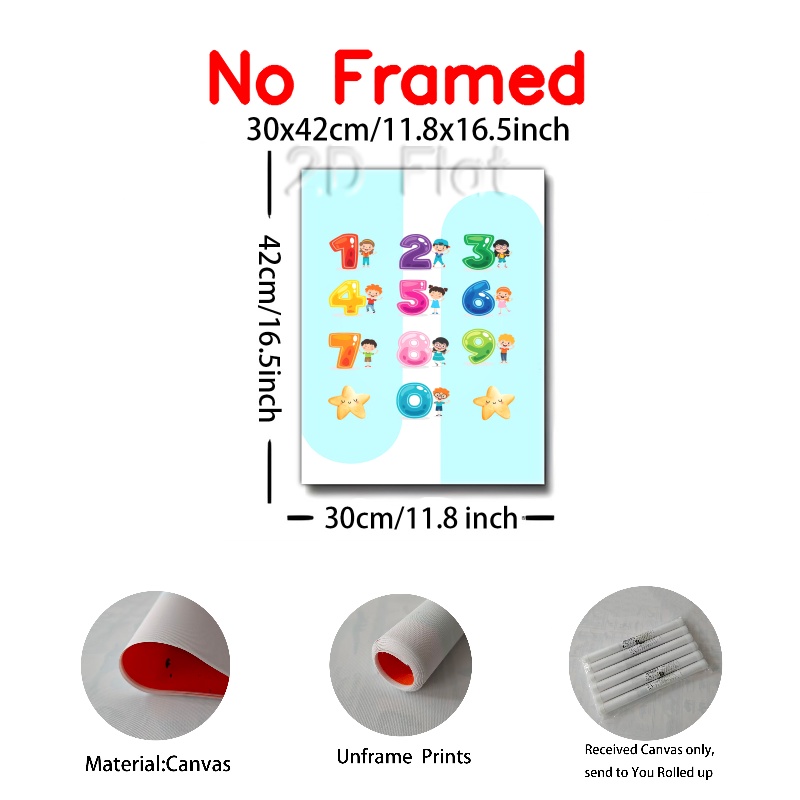 No Framed
30x42cm/11.8x16.5inch
2D Flat
42cm/16.5inch
1 2 3
4 5 6
7 8 9
0
30cm/11.8 inch
Material:Canvas
Unframe Prints
Received Canvas only,
send to You Rolled up